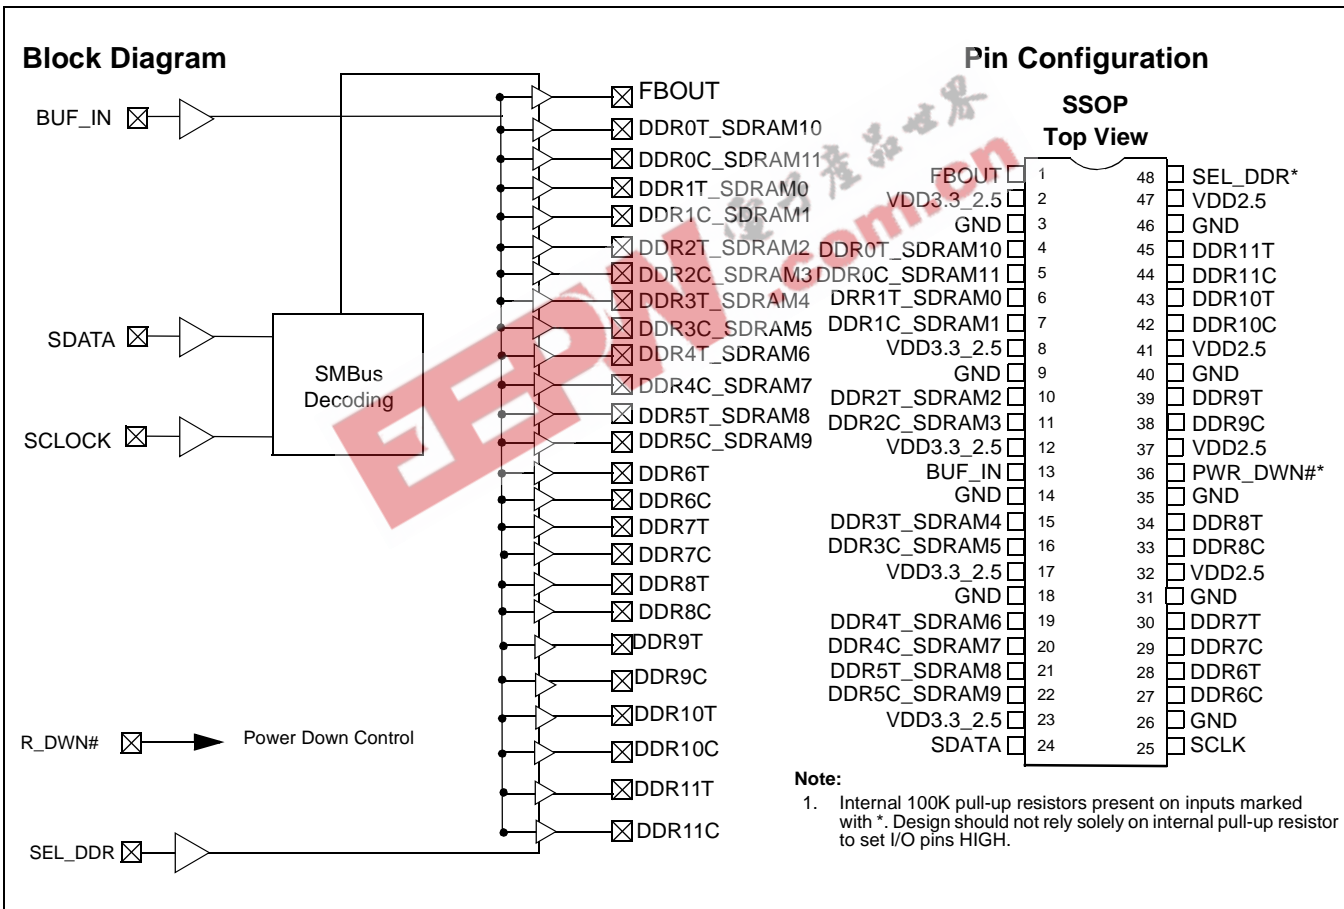 Block Diagram
BUF_IN
SDATA
SCLOCK
SMBus
Decoding
R_DWN#
Power Down Control
SEL_DDR
FBOUT
DDR0T_SDRAM10
DDR0C_SDRAM11
DDR1T_SDRAM0
DDR1C_SDRAM1
DDR2T_SDRAM2
DDR2C_SDRAM3
DDR3T_SDRAM4
DDR3C_SDRAM5
DDR4T_SDRAM6
DDR4C_SDRAM7
DDR5T_SDRAM8
DDR5C_SDRAM9
DDR6T
DDR6C
DDR7T
DDR7C
DDR8T
DDR8C
DDR9T
DDR9C
DDR10T
DDR10C
DDR11T
DDR11C
Pin Configuration
SSOP
Top View
FBOUT 1 48 SEL_DDR*
VDD3.3_2.5 2 47 VDD2.5
GND 3 46 GND
DDR0T_SDRAM10 4 45 DDR11T
DDR0C_SDRAM11 5 44 DDR11C
DRR1T_SDRAM0 6 43 DDR10T
DDR1C_SDRAM1 7 42 DDR10C
VDD3.3_2.5 8 41 VDD2.5
GND 9 40 GND
DDR2T_SDRAM2 10 39 DDR9T
DDR2C_SDRAM3 11 38 DDR9C
VDD3.3_2.5 12 37 VDD2.5
BUF_IN 13 36 PWR_DWN#*
GND 14 35 GND
DDR3T_SDRAM4 15 34 DDR8T
DDR3C_SDRAM5 16 33 DDR8C
VDD3.3_2.5 17 32 VDD2.5
GND 18 31 GND
DDR4T_SDRAM6 19 30 DDR7T
DDR4C_SDRAM7 20 29 DDR7C
DDR5T_SDRAM8 21 28 DDR6T
DDR5C_SDRAM9 22 27 DDR6C
VDD3.3_2.5 23 26 GND
SDATA 24 25 SCLK
Note:
1. Internal 100K pull-up resistors present on inputs marked
with *. Design should not rely solely on internal pull-up resistor
to set I/O pins HIGH.
EEPW.com.cn
電子產品世界